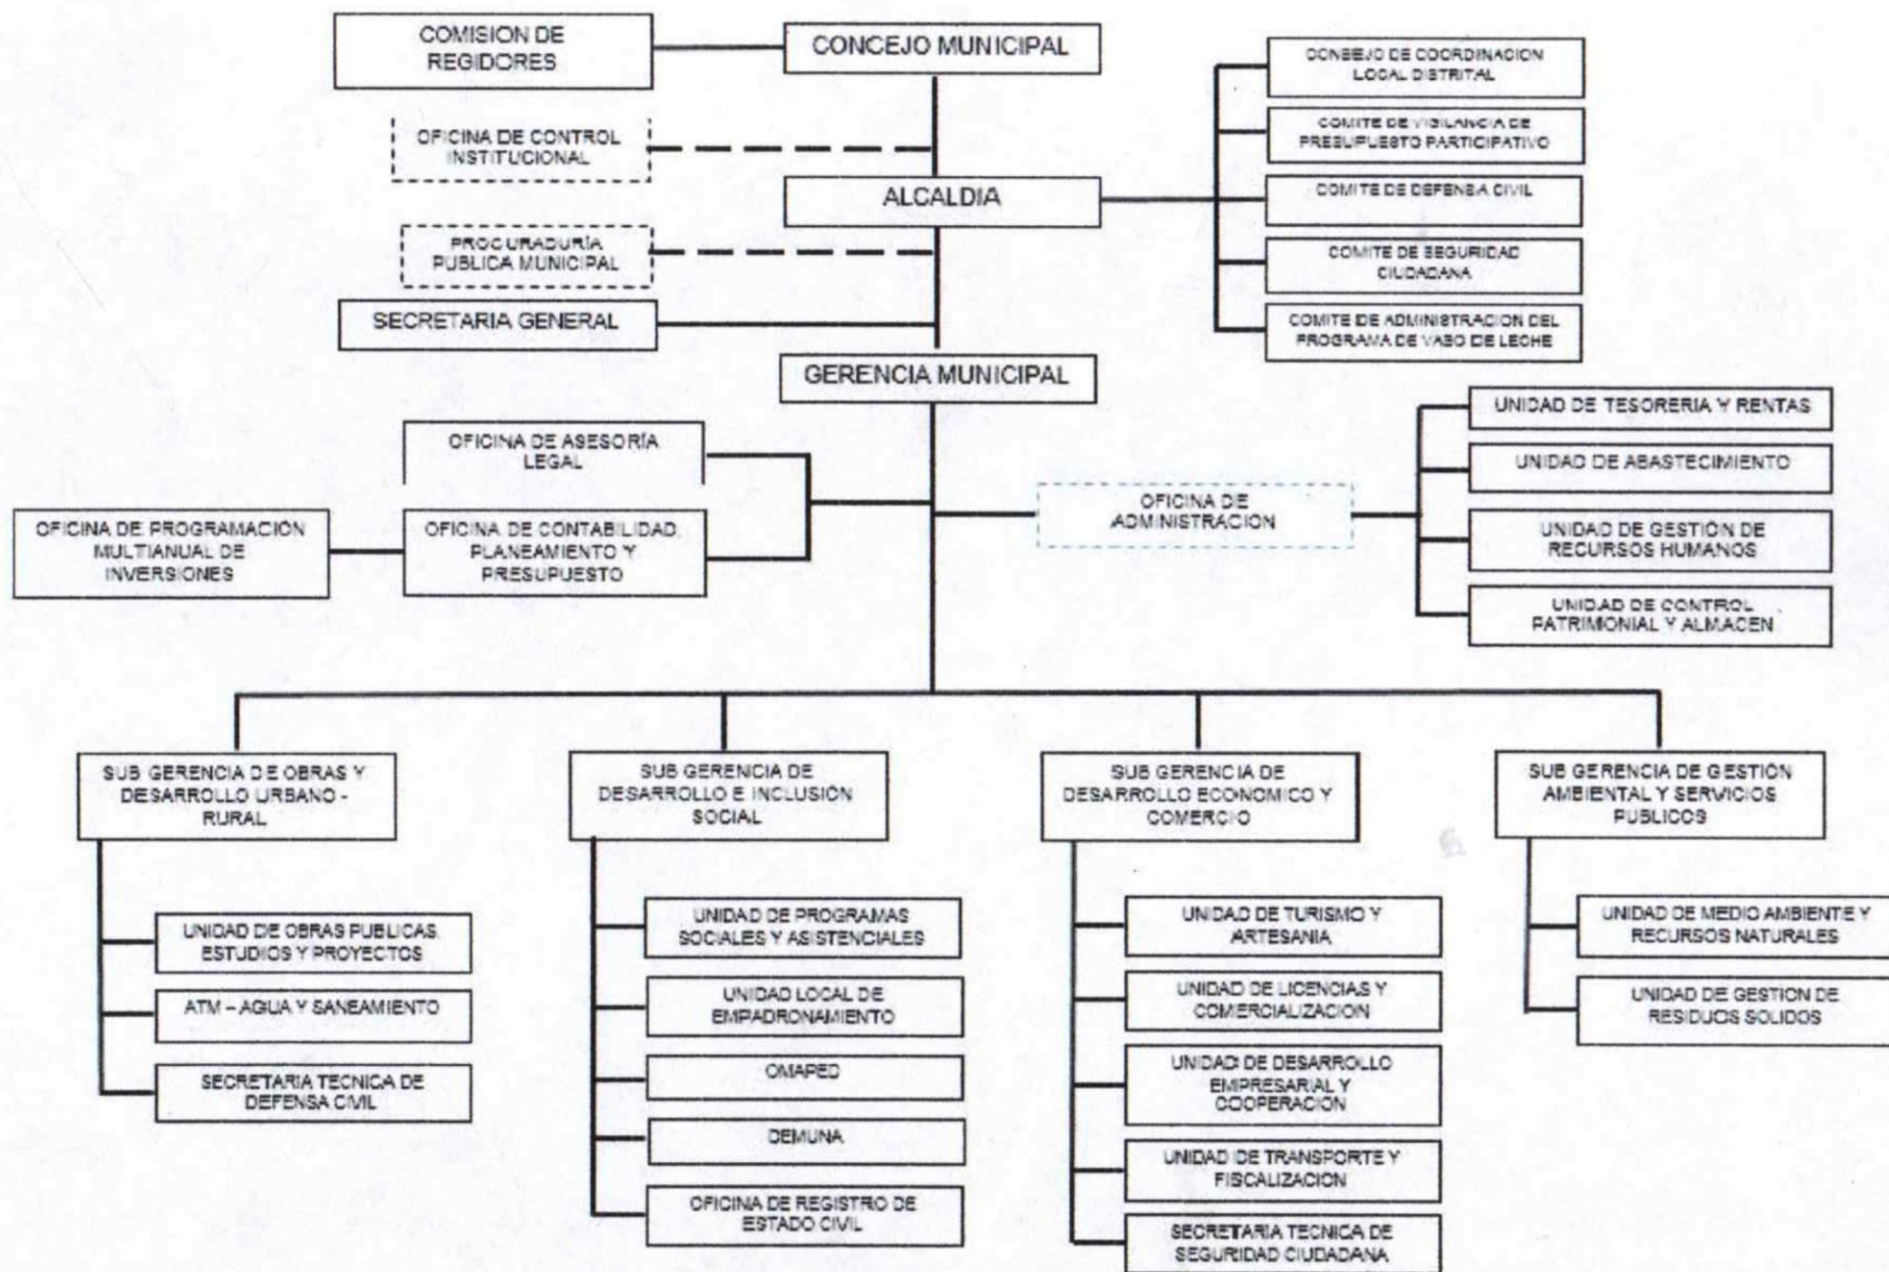 COMISION DE
REGIDORES
CONCEJO MUNICIPAL
CONSEJO DE COORDINACION
LOCAL DISTRITAL
OFICINA DE CONTROL
INSTITUCIONAL
COMITE DE VIGILANCIA DE
PRESUPUESTO PARTICIPATIVO
ALCALDIA
COMITE DE DEFENSA CIVIL
PROCURADURÍA
PUBLICA MUNICIPAL
COMITE DE SEGURIDAD
CIUDADANA
SECRETARIA GENERAL
COMITE DE ADMINISTRACION DEL
PROGRAMA DE VASO DE LECHE
GERENCIA MUNICIPAL
UNIDAD DE TESORERIA Y RENTAS
OFICINA DE ASESORÍA
LEGAL
UNIDAD DE ABASTECIMIENTO
OFICINA DE
ADMINISTRACION
OFICINA DE PROGRAMACION
MULTIANUAL DE
INVERSIONES
OFICINA DE CONTABILIDAD,
PLANEAMIENTO Y
PRESUPUESTO
UNIDAD DE GESTION DE
RECURSOS HUMANOS
UNIDAD DE CONTROL
PATRIMONIAL Y ALMACEN
SUB GERENCIA DE OBRAS Y
DESARROLLO URBANO -
RURAL
SUB GERENCIA DE
DESARROLLO E INCLUSIÓN
SOCIAL
SUB GERENCIA DE
DESARROLLO ECONOMICO Y
COMERCIO
SUB GERENCIA DE GESTIÓN
AMBIENTAL Y SERVICIOS
PUBLICOS
UNIDAD DE OBRAS PUBLICAS,
ESTUDIOS Y PROYECTOS
ATM – AGUA Y SANEAMIENTO
SECRETARIA TECNICA DE
DEFENSA CIVIL
UNIDAD DE PROGRAMAS
SOCIALES Y ASISTENCIALES
UNIDAD LOCAL DE
EMPADRONAMIENTO
OMAPED
DEMUNA
OFICINA DE REGISTRO DE
ESTADO CIVIL
UNIDAD DE TURISMO Y
ARTESANIA
UNIDAD DE LICENCIAS Y
COMERCIALIZACION
UNIDAD DE DESARROLLO
EMPRESARIAL Y
COOPERACION
UNIDAD DE TRANSPORTE Y
FISCALIZACION
SECRETARIA TECNICA DE
SEGURIDAD CIUDADANA
UNIDAD DE MEDIO AMBIENTE Y
RECURSOS NATURALES
UNIDAD DE GESTION DE
RESIDUOS SOLIDOS